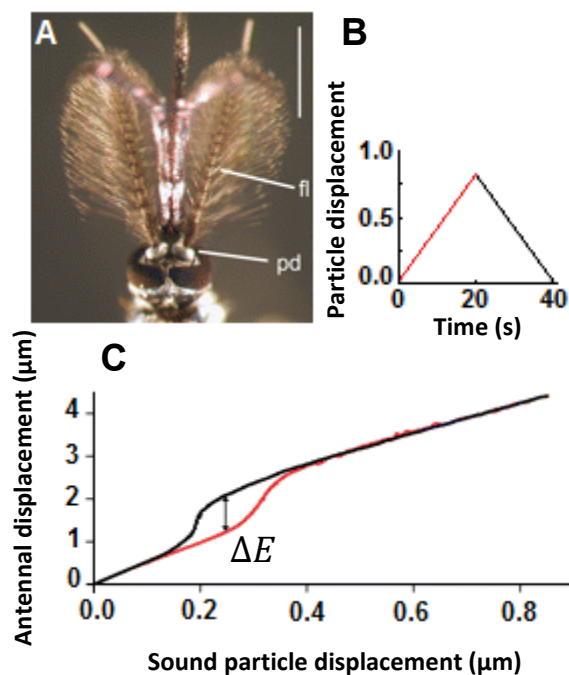 A
fl
pd
B
Particle displacement
1.0
0.5
0.0
0
20
40
Time (s)
C
Antennal displacement (μm)
4
3
2
1
0
ΔE
0.0
0.2
0.4
0.6
0.8
Sound particle displacement (μm)